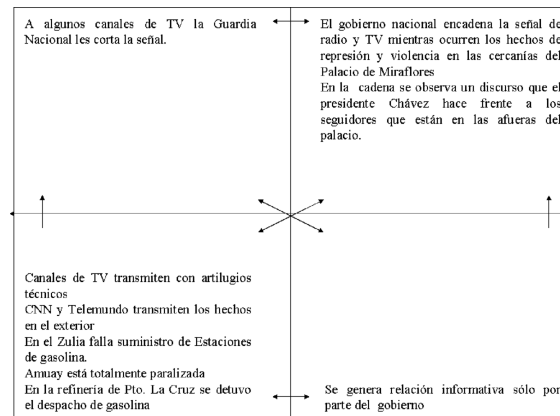 A algunos canales de TV la Guardia
Nacional les corta la señal.
El gobierno nacional encadena la señal de
radio y TV mientras ocurren los hechos de
represión y violencia en las cercanías del
Palacio de Miraflores
En la cadena se observa un discurso que el
presidente Chávez hace frente a los
seguidores que están en las afueras del
palacio.
Canales de TV transmiten con artilugios
técnicos
CNN y Telemundo transmiten los hechos
en el exterior
En el Zulia falla suministro de Estaciones
de gasolina.
Amuay está totalmente paralizada
En la refinería de Pto. La Cruz se detuvo
el despacho de gasolina
Se genera relación informativa sólo por
parte del gobierno